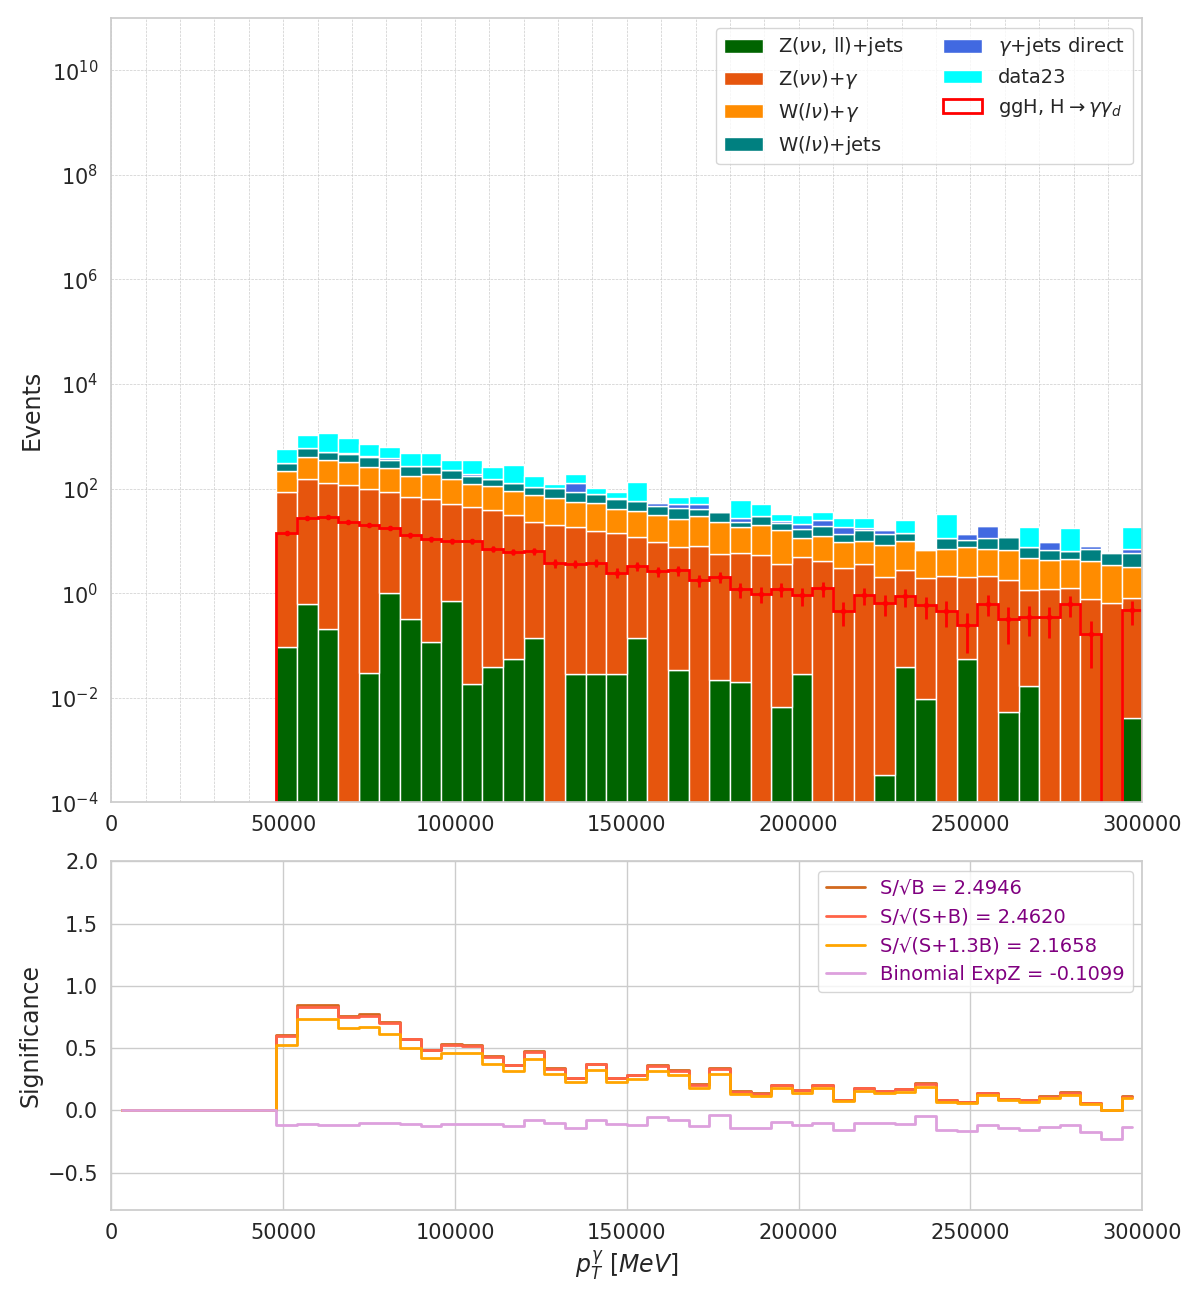 Z(νν, ll)+jets
Z(νν)+γ
W(lν)+γ
W(lν)+jets
γ+jets direct
data23
ggH, H→γγ_d
Events
10^10
10^8
10^6
10^4
10^2
10^0
10^−2
10^−4
0 50000 100000 150000 200000 250000 300000
S/√B = 2.4946
S/√(S+B) = 2.4620
S/√(S+1.3B) = 2.1658
Binomial ExpZ = -0.1099
Significance
2.0
1.5
1.0
0.5
0.0
−0.5
0 50000 100000 150000 200000 250000 300000
p_T^γ [MeV]